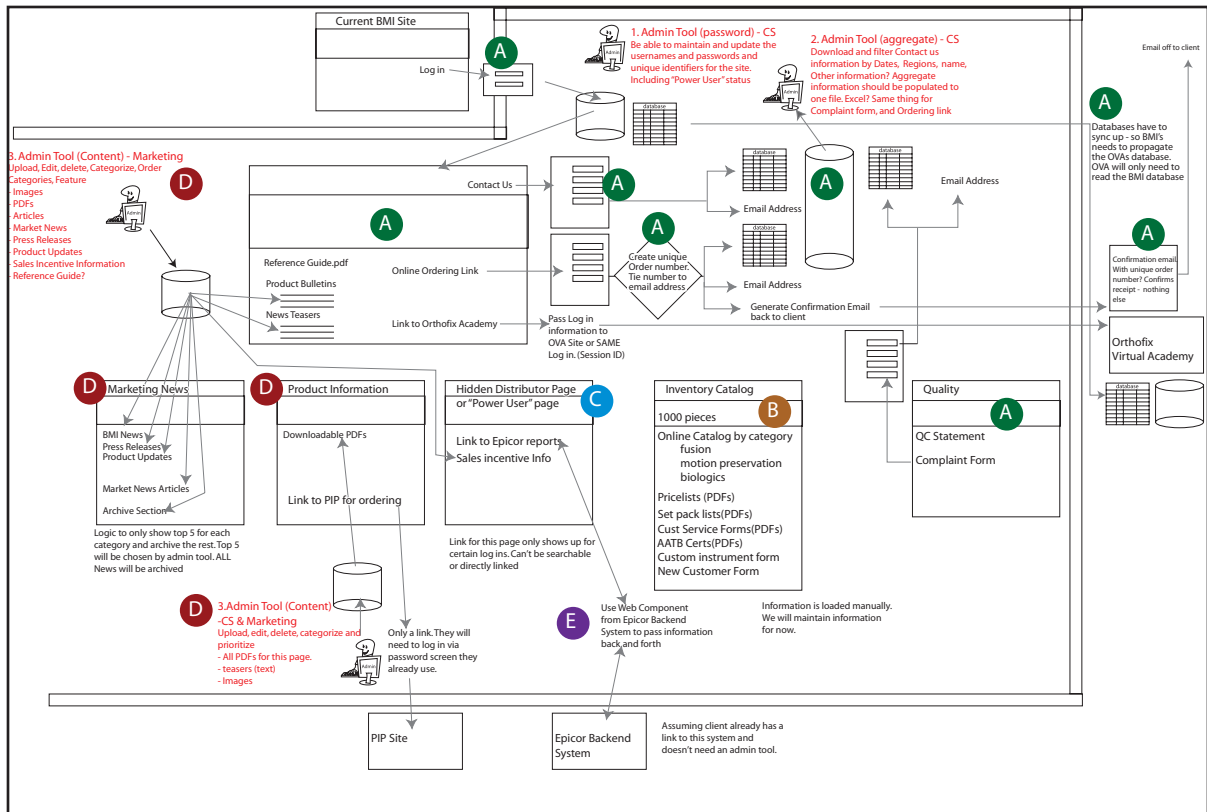 Current BMI Site
Log in
A
1. Admin Tool (password) - CS
Be able to maintain and update the
usernames and passwords and
unique identifiers for the site.
Including "Power User" status
Admin
database
2. Admin Tool (aggregate) - CS
Download and filter Contact us
information by Dates, Regions, name,
Other information? Aggregate
information should be populated to
one file. Excel? Same thing for
Complaint form, and Ordering link
Admin
Email off to client
A
Databases have to
sync up - so BMI's
needs to propagate
the OVAs database.
OVA will only need to
read the BMI database
3. Admin Tool (Content) - Marketing
Upload, Edit, delete, Categorize, Order
Categories, Feature
- Images
- PDFs
- Articles
- Market News
- Press Releases
- Product Updates
- Sales Incentive Information
- Reference Guide?
D
Admin
Contact Us
A
Reference Guide.pdf
Product Bulletins
News Teasers
Online Ordering Link
Link to Orthofix Academy
A
database
Email Address
A
Create unique
Order number.
Tie number to
email address
database
Email Address
Generate Confirmation Email
back to client
A
database
Email Address
Pass Log in
information to
OVA Site or SAME
Log in. (Session ID)
A
Confirmation email.
With unique order
number? Confirms
receipt - nothing
else
Orthofix
Virtual Academy
database
D
Marketing News
BMI News
Press Releases
Product Updates
Market News Articles
Archive Section
Logic to only show top 5 for each
category and archive the rest. Top 5
will be chosen by admin tool. ALL
News will be archived
D
Product Information
Downloadable PDFs
Link to PIP for ordering
Hidden Distributor Page
or "Power User" page
C
Link to Epicor reports
Sales incentive Info
Link for this page only shows up for
certain log ins. Can't be searchable
or directly linked
Inventory Catalog
B
1000 pieces
Online Catalog by category
fusion
motion preservation
biologics
Pricelists (PDFs)
Set pack lists(PDFs)
Cust Service Forms(PDFs)
AATB Certs(PDFs)
Custom instrument form
New Customer Form
Information is loaded manually.
We will maintain information
for now.
Quality
A
QC Statement
Complaint Form
D
3.Admin Tool (Content)
-CS & Marketing
Upload, edit, delete, categorize and
prioritize
- All PDFs for this page.
- teasers (text)
- Images
Admin
Only a link. They will
need to log in via
password screen they
already use.
E
Use Web Component
from Epicor Backend
System to pass information
back and forth
PIP Site
Epicor Backend
System
Assuming client already has a
link to this system and
doesn't need an admin tool.